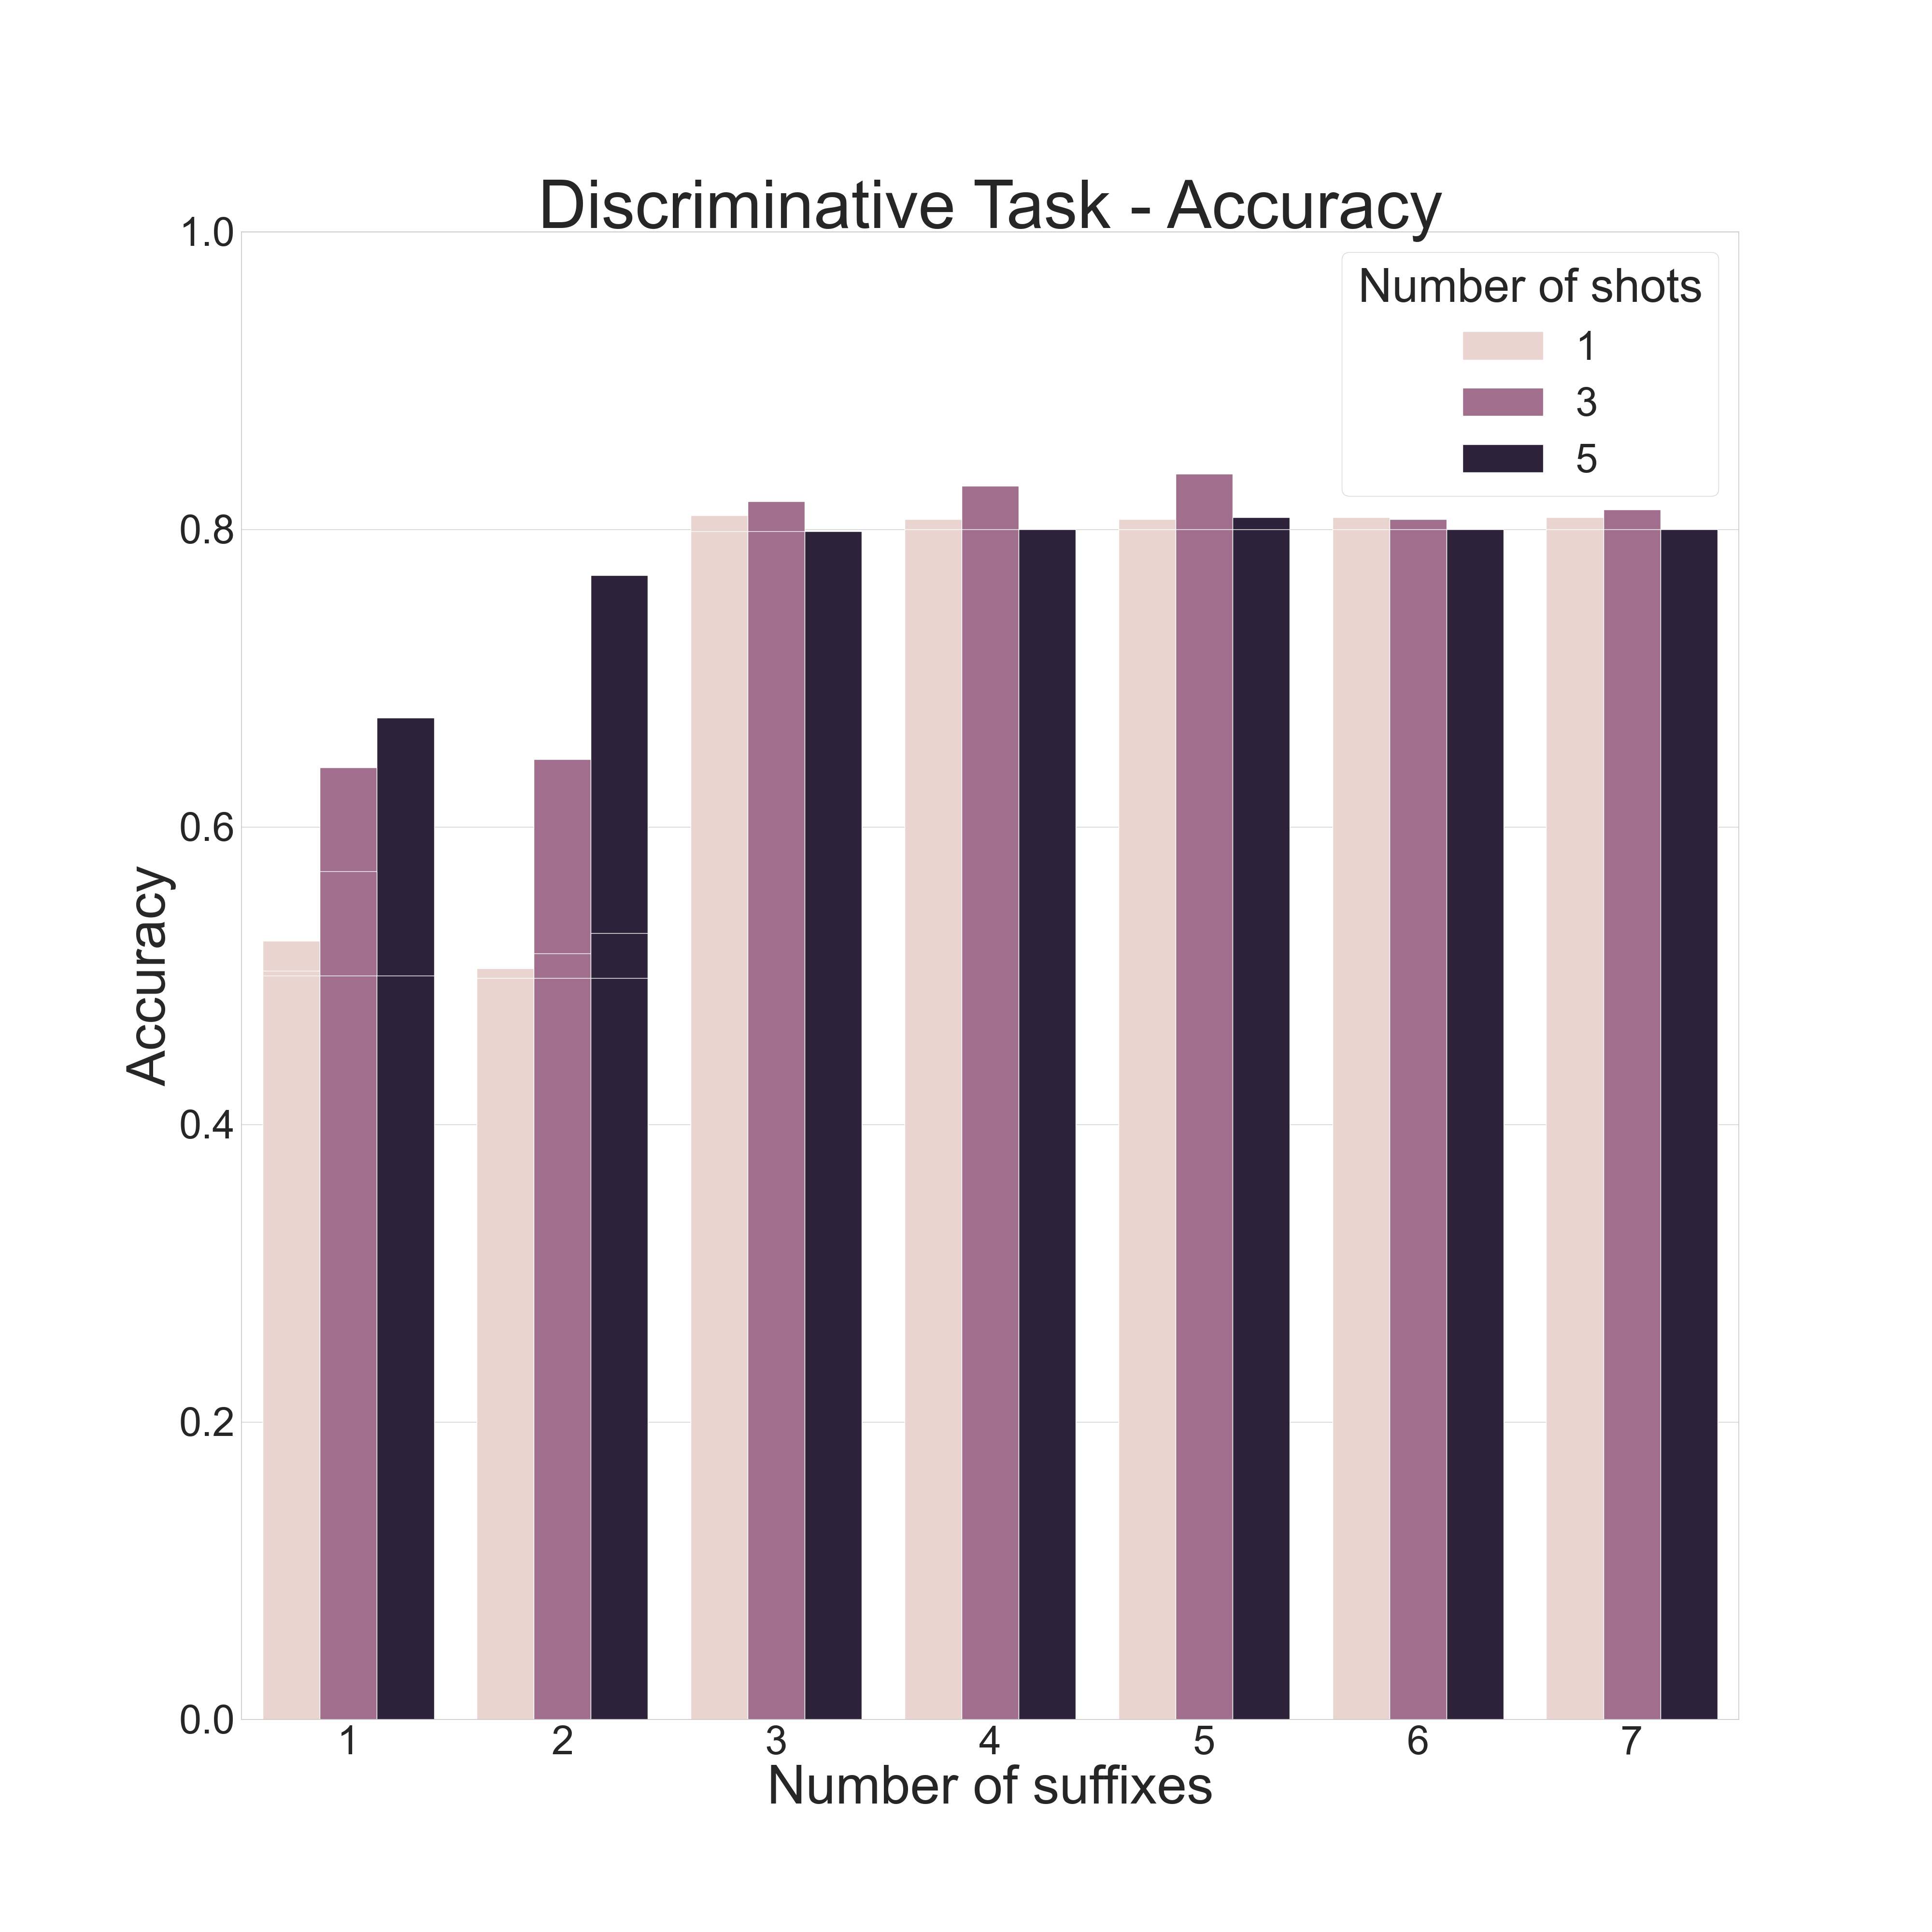 Discriminative Task - Accuracy
Number of shots
1
3
5
1.0
0.8
0.6
0.4
0.2
0.0
Accuracy
1 2 3 4 5 6 7
Number of suffixes